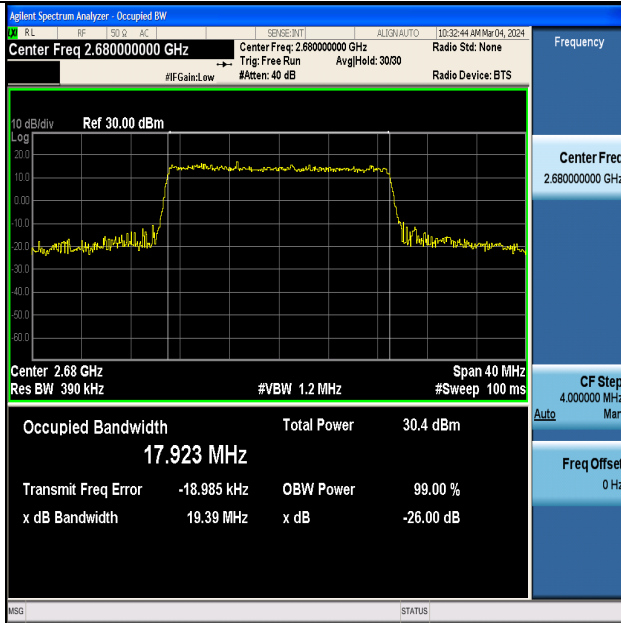 Agilent Spectrum Analyzer - Occupied BW
RL RF 50 Ω AC SENSE:INT ALIGN AUTO 10:32:44 AM Mar 04, 2024
Center Freq 2.680000000 GHz
Center Freq: 2.680000000 GHz
Radio Std: None
Trig: Free Run Avg|Hold: 30/30
#IFGain:Low #Atten: 40 dB Radio Device: BTS
Frequency
10 dB/div Ref 30.00 dBm
Log
20.0
10.0
0.00
-10.0
-20.0
-30.0
-40.0
-50.0
-60.0
Center Freq
2.680000000 GHz
Center 2.68 GHz Span 40 MHz
Res BW 390 kHz #VBW 1.2 MHz #Sweep 100 ms
CF Step
4.000000 MHz
Auto Man
Occupied Bandwidth Total Power 30.4 dBm
17.923 MHz
Transmit Freq Error -18.985 kHz OBW Power 99.00 %
x dB Bandwidth 19.39 MHz x dB -26.00 dB
Freq Offset
0 Hz
MSG STATUS